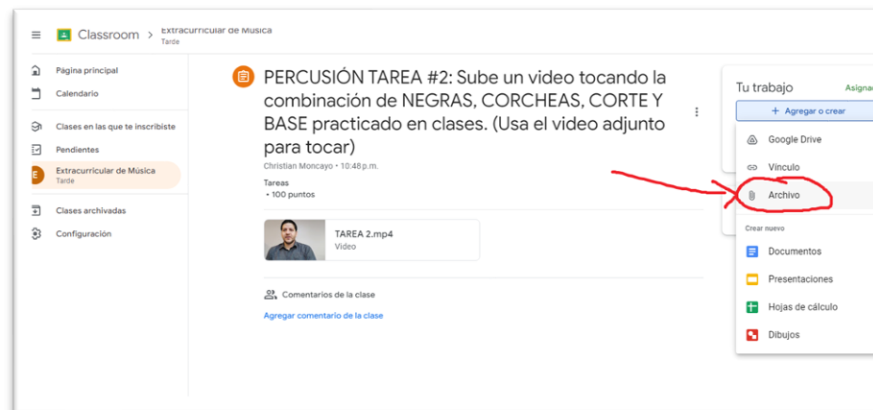 Classroom > Extracurricular de Música
Tarde
Página principal
Calendario
Clases en las que te inscribiste
Pendientes
E
Extracurricular de Música
Tarde
Clases archivadas
Configuración
PERCUSIÓN TAREA #2: Sube un video tocando la
combinación de NEGRAS, CORCHEAS, CORTE Y
BASE practicado en clases. (Usa el video adjunto
para tocar)
Christian Moncayo • 10:48 p.m.
Tareas
• 100 puntos
TAREA 2.mp4
Video
Comentarios de la clase
Agregar comentario de la clase
Tu trabajo
Asignar
+ Agregar o crear
Google Drive
Vínculo
Archivo
Crear nuevo
Documentos
Presentaciones
Hojas de cálculo
Dibujos